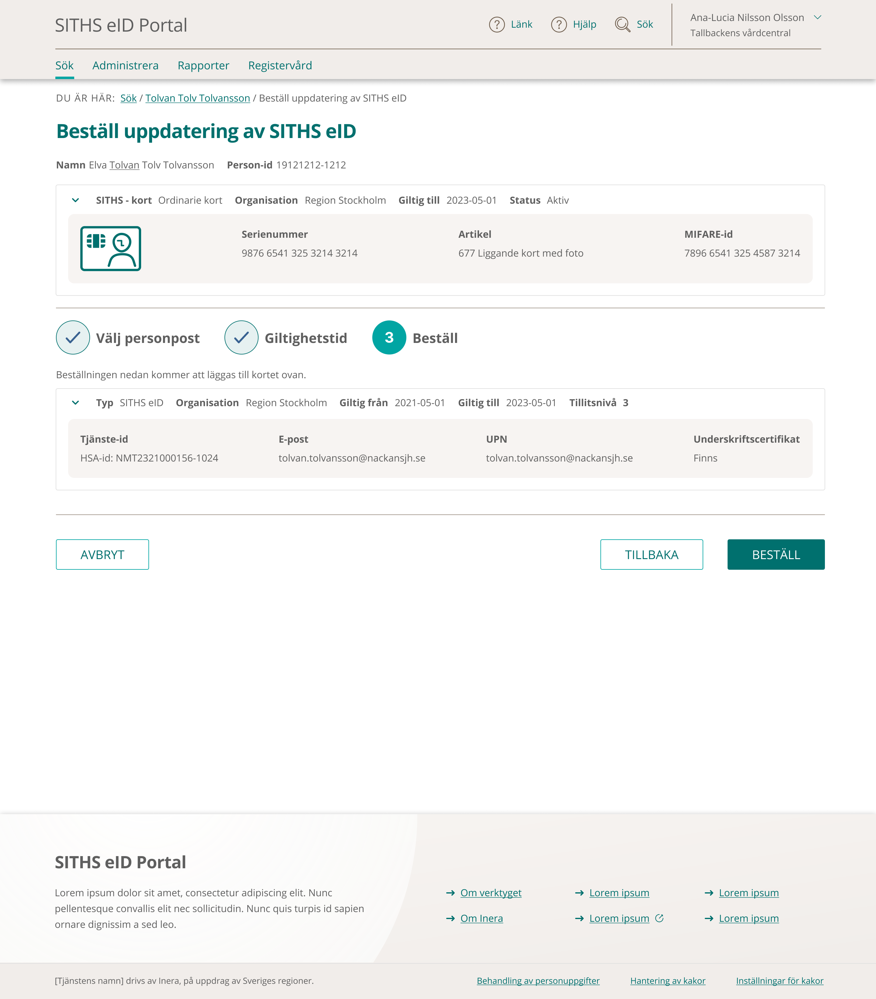 SITHS eID Portal
Länk
Hjälp
Sök
Ana-Lucia Nilsson Olsson
Tallbackens vårdcentral
Sök Administrera Rapporter Registervård
DU ÄR HÄR: Sök / Tolvan Tolv Tolvansson / Beställ uppdatering av SITHS eID
Beställ uppdatering av SITHS eID
Namn Elva Tolvan Tolv Tolvansson Person-id 19121212-1212
SITHS - kort Ordinarie kort Organisation Region Stockholm Giltig till 2023-05-01 Status Aktiv
Serienummer Artikel MIFARE-id
9876 6541 325 3214 3214 677 Liggande kort med foto 7896 6541 325 4587 3214
Välj personpost Giltighetstid 3 Beställ
Beställningen nedan kommer att läggas till kortet ovan.
Typ SITHS eID Organisation Region Stockholm Giltig från 2021-05-01 Giltig till 2023-05-01 Tillitsnivå 3
Tjänste-id E-post UPN Underskriftscertifikat
HSA-id: NMT2321000156-1024 tolvan.tolvansson@nackansjh.se tolvan.tolvansson@nackansjh.se Finns
AVBRYT TILLBAKA BESTÄLL
SITHS eID Portal
Lorem ipsum dolor sit amet, consectetur adipiscing elit. Nunc
pellentesque convallis elit nec sollicitudin. Nunc quis turpis id sapien
ornare dignissim a sed leo.
Om verktyget Lorem ipsum Lorem ipsum
Om Inera Lorem ipsum Lorem ipsum
[Tjänstens namn] drivs av Inera, på uppdrag av Sveriges regioner.
Behandling av personuppgifter Hantering av kakor Inställningar för kakor